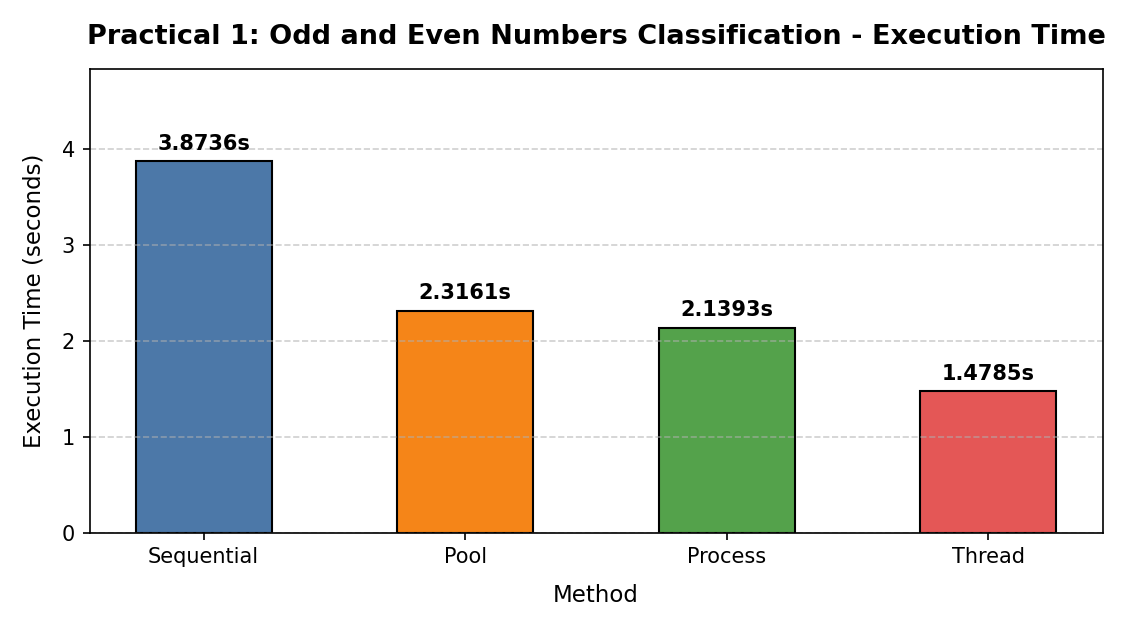 Practical 1: Odd and Even Numbers Classification - Execution Time
Execution Time (seconds)
4
3
2
1
0
3.8736s
2.3161s
2.1393s
1.4785s
Sequential
Pool
Process
Thread
Method